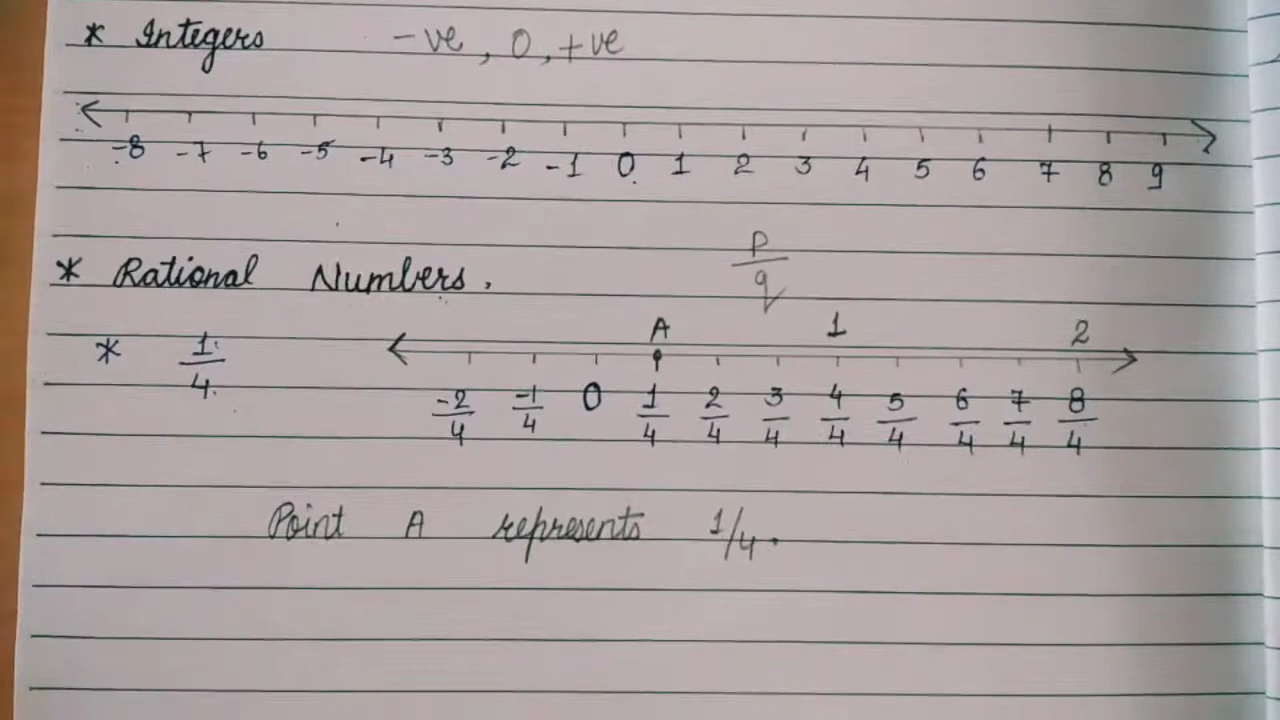 * Integers -ve, 0, +ve
-8 -7 -6 -5 -4 -3 -2 -1 0 1 2 3 4 5 6 7 8 9
* Rational Numbers. p/q
A 1 2
* 1/4 -2/4 -1/4 0 1/4 2/4 3/4 4/4 5/4 6/4 7/4 8/4
Point A represents 1/4.